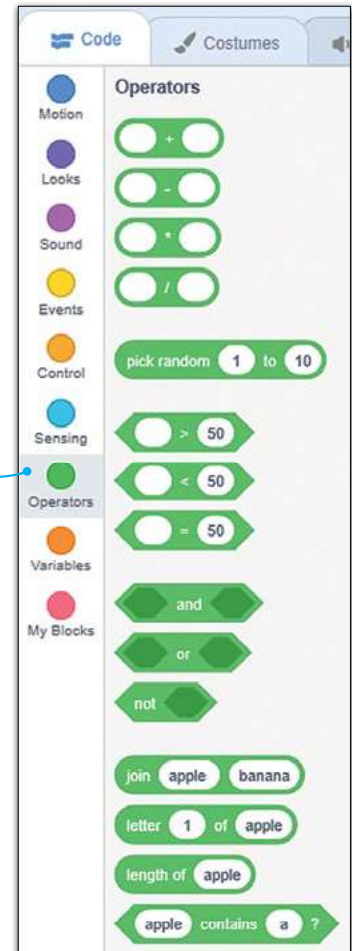 Code
Costumes
Motion
Looks
Sound
Events
Control
Sensing
Operators
Variables
My Blocks
Operators
+
-
*
/
pick random 1 to 10
> 50
< 50
= 50
and
or
not
join apple banana
letter 1 of apple
length of apple
apple contains a ?